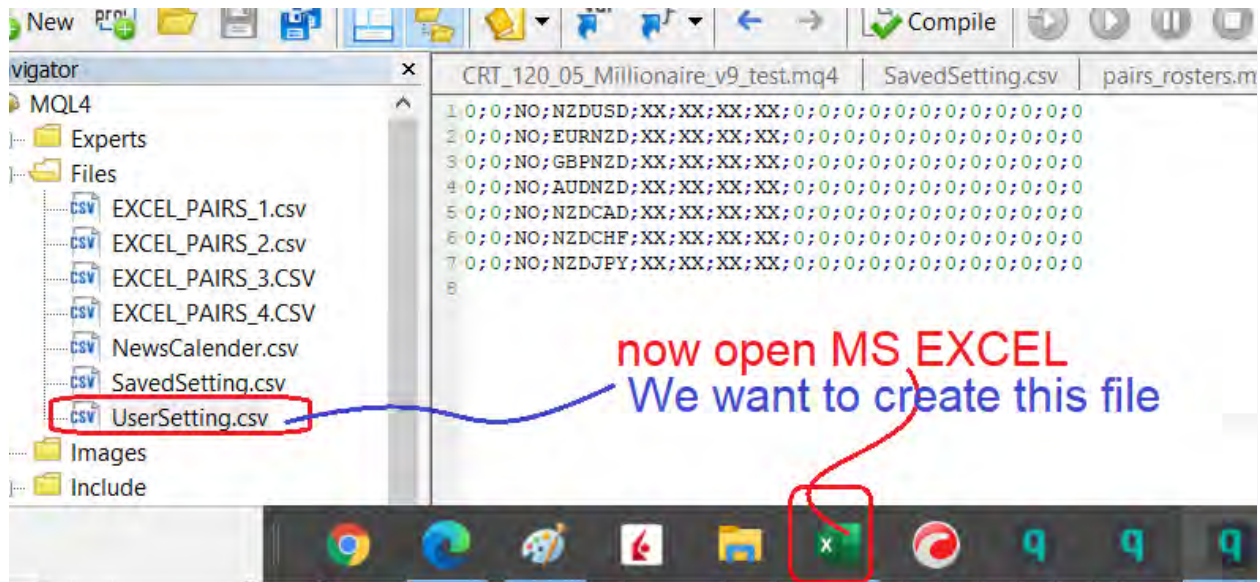 New
Compile
vigator
×
CRT_120_05_Millionaire_v9_test.mq4
SavedSetting.csv
pairs_rosters.m
MQL4
Experts
Files
CSV EXCEL_PAIRS_1.csv
CSV EXCEL_PAIRS_2.csv
CSV EXCEL_PAIRS_3.CSV
CSV EXCEL_PAIRS_4.CSV
CSV NewsCalender.csv
CSV SavedSetting.csv
CSV UserSetting.csv
Images
Include
1 0;0;NO;NZDUSD;XX;XX;XX;XX;0;0;0;0;0;0;0;0;0;0;0
2 0;0;NO;EURNZD;XX;XX;XX;XX;0;0;0;0;0;0;0;0;0;0;0
3 0;0;NO;GBPNZD;XX;XX;XX;XX;0;0;0;0;0;0;0;0;0;0;0
4 0;0;NO;AUDNZD;XX;XX;XX;XX;0;0;0;0;0;0;0;0;0;0;0
5 0;0;NO;NZDCAD;XX;XX;XX;XX;0;0;0;0;0;0;0;0;0;0;0
6 0;0;NO;NZDCHF;XX;XX;XX;XX;0;0;0;0;0;0;0;0;0;0;0
7 0;0;NO;NZDJPY;XX;XX;XX;XX;0;0;0;0;0;0;0;0;0;0;0
8
now open MS EXCEL
We want to create this file